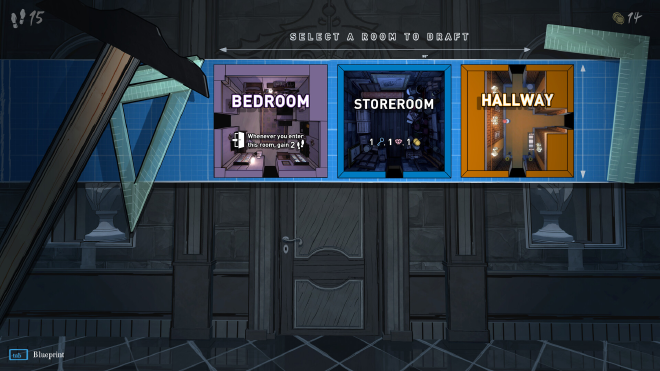 15
14
SELECT A ROOM TO DRAFT
BEDROOM
Whenever you enter
this room, gain 2
STOREROOM
1 1 1
HALLWAY
tab Blueprint